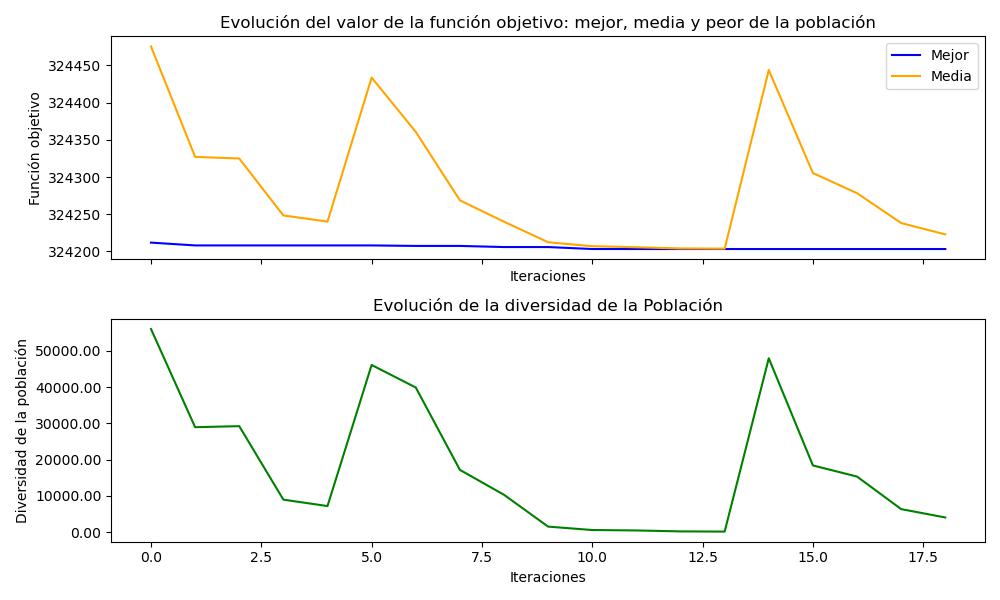 Evolución del valor de la función objetivo: mejor, media y peor de la población
Función objetivo
324450
324400
324350
324300
324250
324200
Mejor
Media
Iteraciones
Evolución de la diversidad de la Población
Diversidad de la población
50000.00
40000.00
30000.00
20000.00
10000.00
0.00
0.0 2.5 5.0 7.5 10.0 12.5 15.0 17.5
Iteraciones